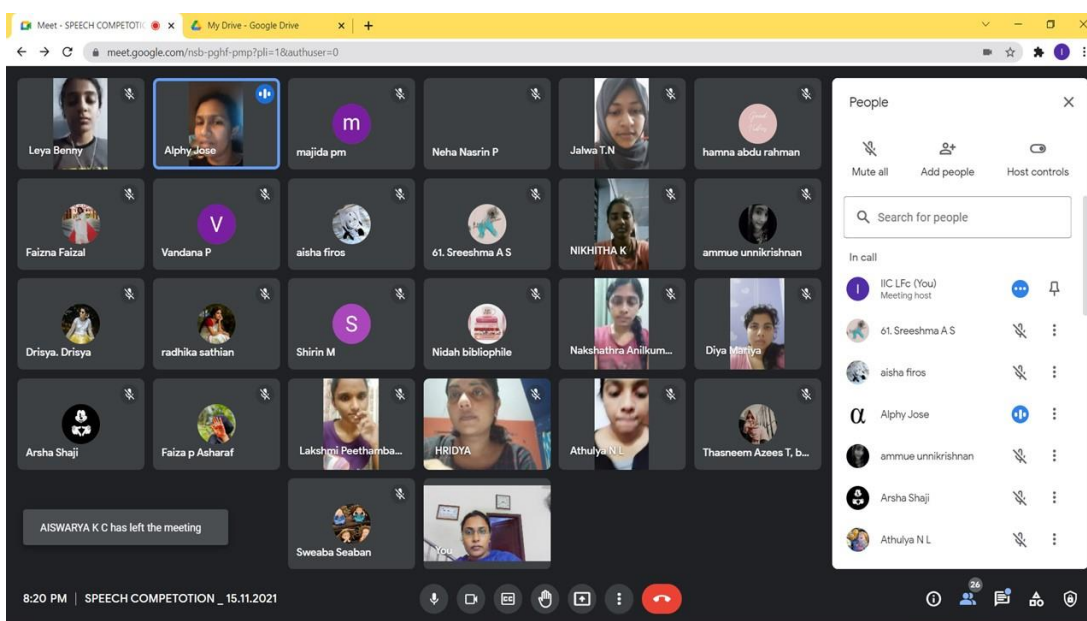 Meet - SPEECH COMPETOTI
My Drive - Google Drive
meet.google.com/nsb-pghf-pmp?pli=1&authuser=0
Leya Benny
Alphy Jose
m
majida pm
Neha Nasrin P
Jalwa T.N
hamna abdu rahman
Faizna Faizal
V
Vandana P
aisha firos
61. Sreeshma A S
NIKHITHA K
ammue unnikrishnan
Drisya. Drisya
radhika sathian
S
Shirin M
Nidah bibliophile
Nakshathra Anilkum...
Diya Mariya
Arsha Shaji
Faiza p Asharaf
Lakshmi Peethamba...
HRIDYA
Athulya N L
Thasneem Azees T, b...
AISWARYA K C has left the meeting
Sweaba Seaban
You
People
Mute all
Add people
Host controls
Search for people
In call
I
IIC LFc (You)
Meeting host
61. Sreeshma A S
aisha firos
α
Alphy Jose
ammue unnikrishnan
Arsha Shaji
Athulya N L
8:20 PM | SPEECH COMPETOTION _ 15.11.2021
CC
26